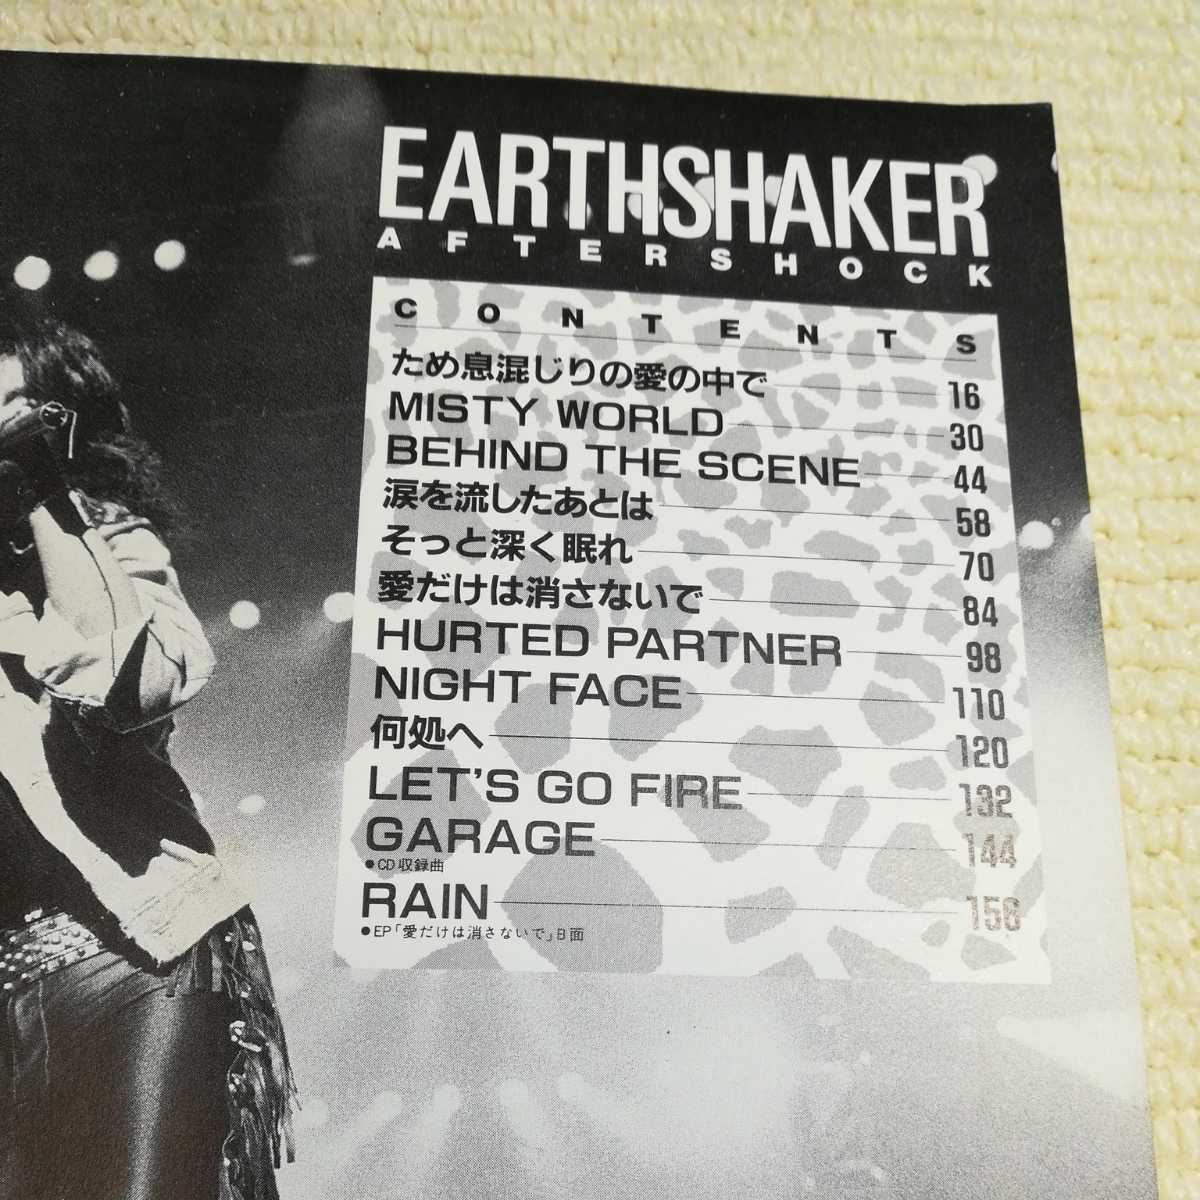 EARTHSHAKER
AFTERSHOCK
CONTENTS
ため息混じりの愛の中で 16
MISTY WORLD 30
BEHIND THE SCENE 44
涙を流したあとは 58
そっと深く眠れ 70
愛だけは消さないで 84
HURTED PARTNER 98
NIGHT FACE 110
何処へ 120
LET'S GO FIRE 132
GARAGE 144
●CD収録曲
RAIN 156
●EP「愛だけは消さないで」B面